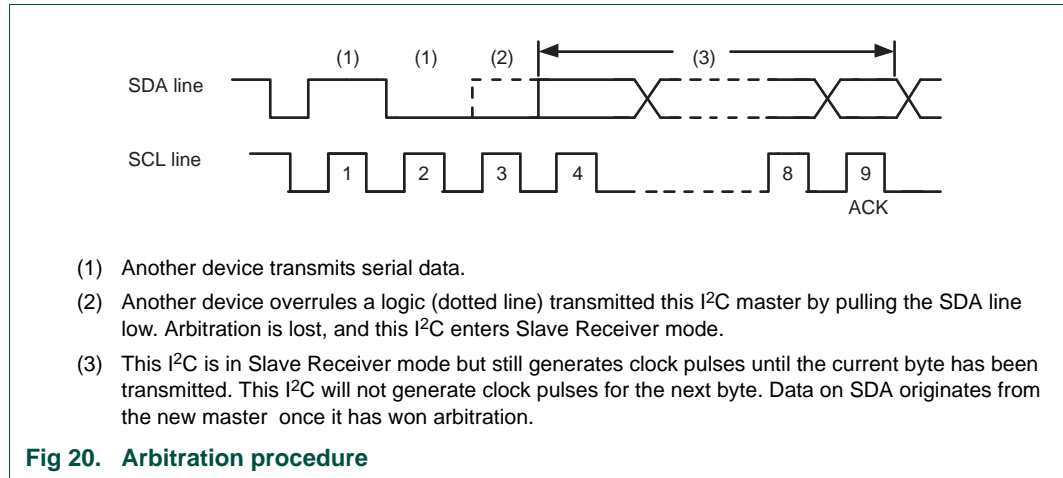 (1) (1) (2) (3)
SDA line
SCL line
1 2 3 4 8 9
ACK
(1) Another device transmits serial data.
(2) Another device overrules a logic (dotted line) transmitted this I2C master by pulling the SDA line
low. Arbitration is lost, and this I2C enters Slave Receiver mode.
(3) This I2C is in Slave Receiver mode but still generates clock pulses until the current byte has been
transmitted. This I2C will not generate clock pulses for the next byte. Data on SDA originates from
the new master once it has won arbitration.
Fig 20. Arbitration procedure